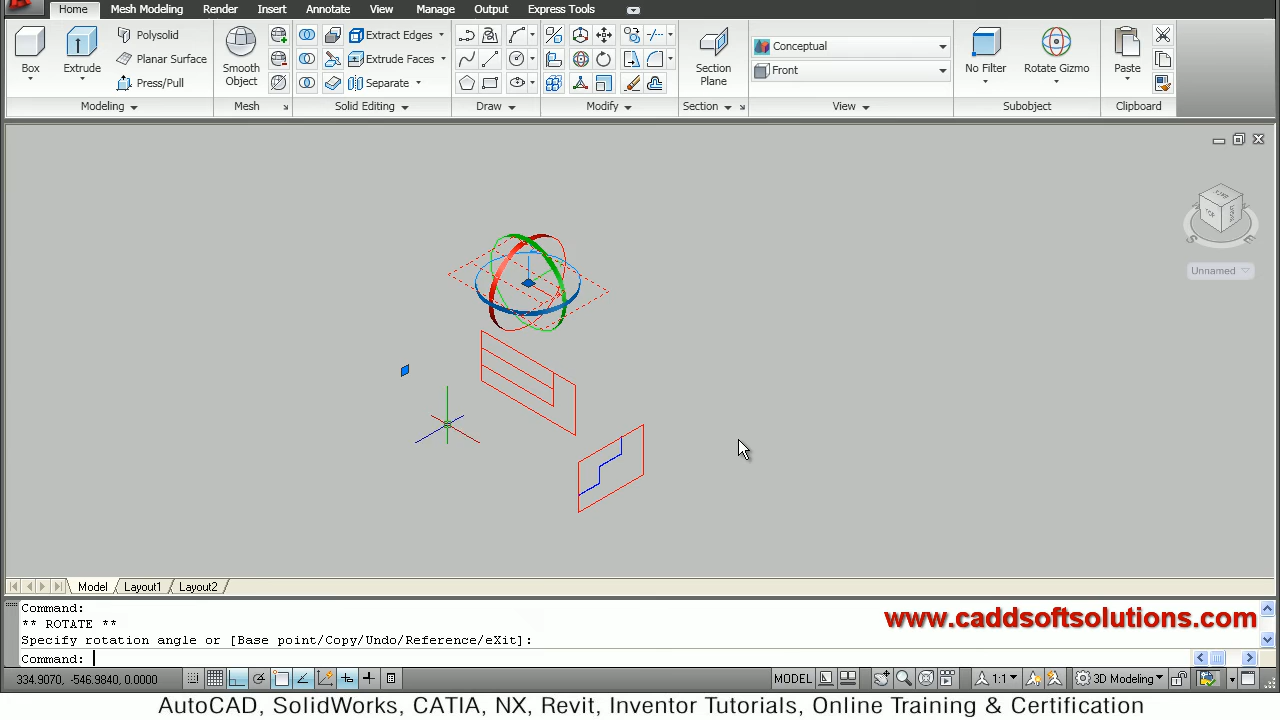 Home Mesh Modeling Render Insert Annotate View Manage Output Express Tools
Polysolid Extract Edges Conceptual
Planar Surface Extrude Faces Front
Box Extrude Press/Pull Smooth Object Separate Section Plane No Filter Rotate Gizmo Paste
Modeling Mesh Solid Editing Draw Modify Section View Subobject Clipboard
Unnamed
Model Layout1 Layout2
Command:
** ROTATE **
Specify rotation angle or [Base point/Copy/Undo/Reference/eXit]:
www.caddsoftsolutions.com
Command:
334.9070, -546.9840, 0.0000 MODEL 1:1 3D Modeling
AutoCAD, SolidWorks, CATIA, NX, Revit, Inventor Tutorials, Online Training & Certification